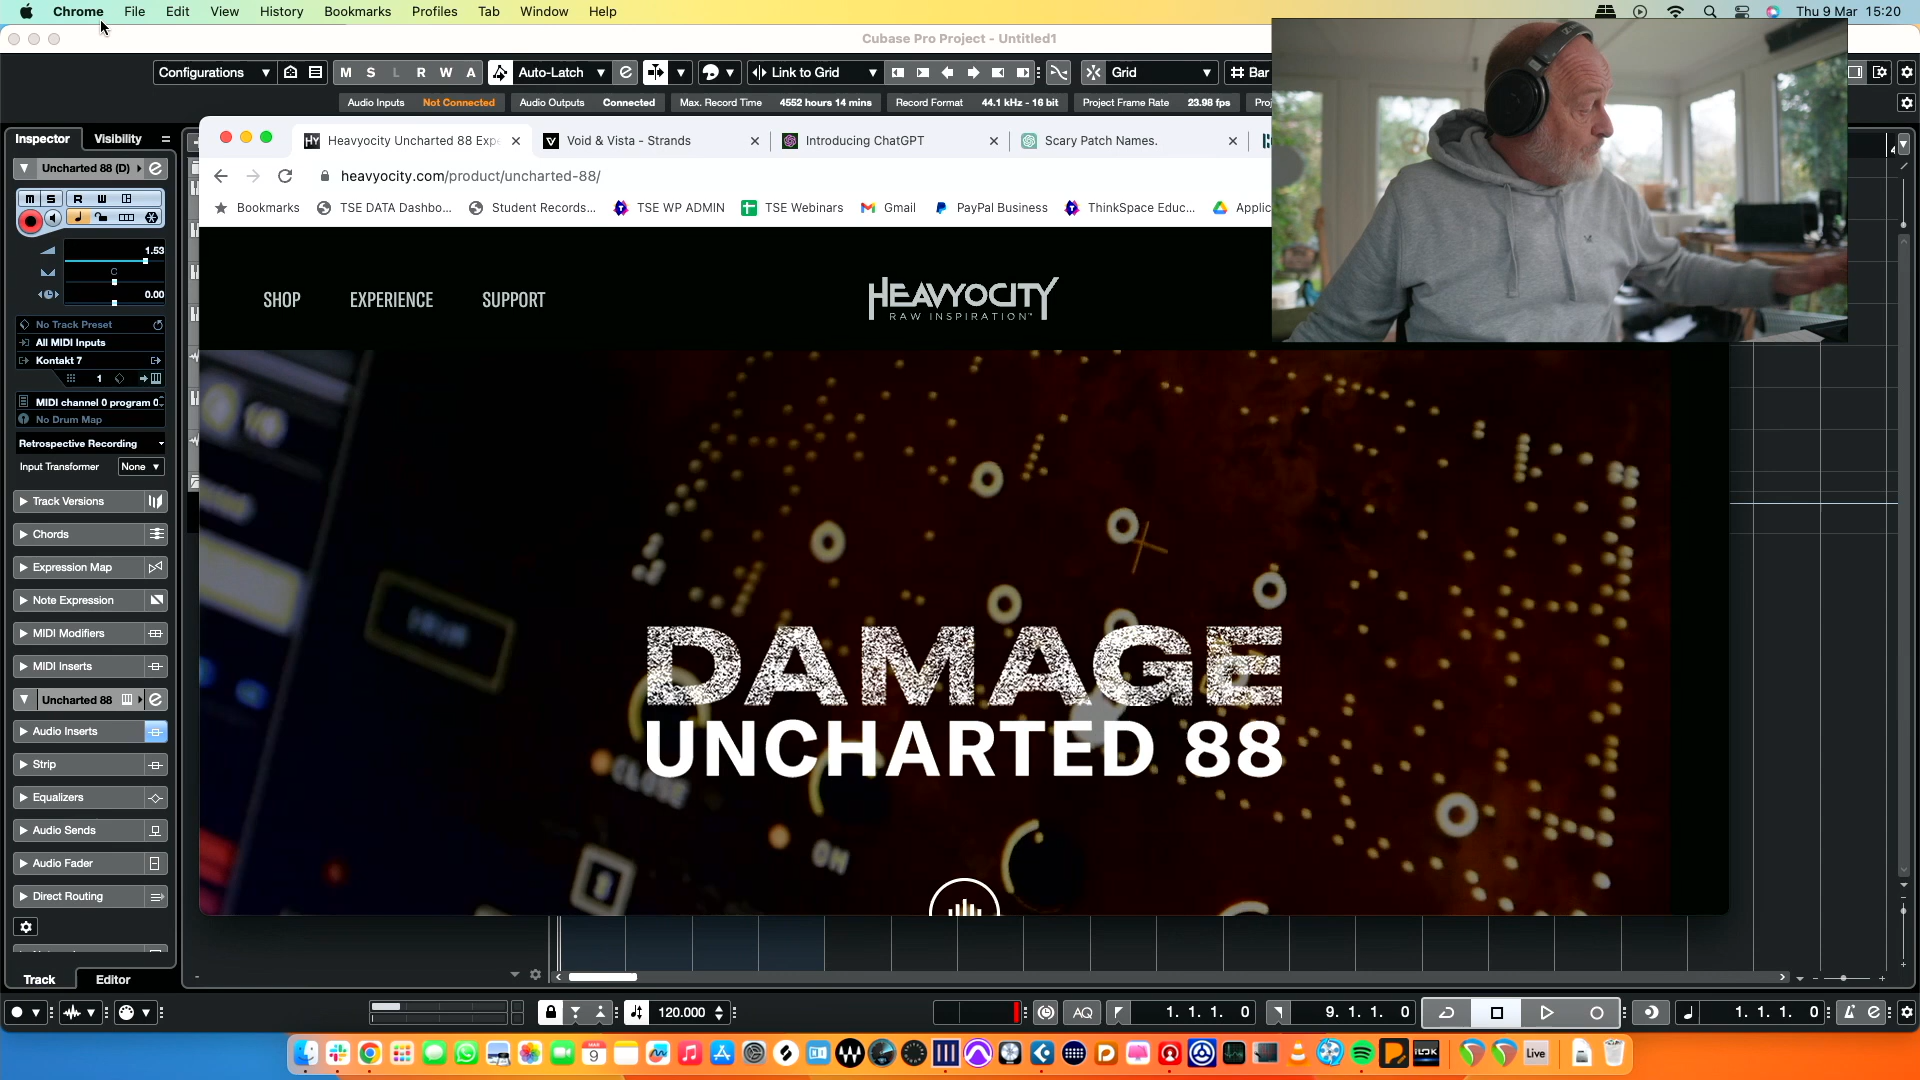 Chrome File Edit View History Bookmarks Profiles Tab Window Help
Thu 9 Mar 15:20
Cubase Pro Project - Untitled1
Configurations
M S L R W A
Auto-Latch
Link to Grid
Grid
Bar
Audio Inputs Not Connected
Audio Outputs Connected
Max. Record Time 4552 hours 14 mins
Record Format 44.1 kHz - 16 bit
Project Frame Rate 23.98 fps
Inspector
Visibility
Heavyocity Uncharted 88 Expe
Void & Vista - Strands
Introducing ChatGPT
Scary Patch Names.
heavyocity.com/product/uncharted-88/
Bookmarks
TSE DATA Dashbo...
Student Records...
TSE WP ADMIN
TSE Webinars
Gmail
PayPal Business
ThinkSpace Educ...
SHOP
EXPERIENCE
SUPPORT
HEAVYOCITY
RAW INSPIRATION™
DAMAGE
UNCHARTED 88
DRUM
CLOSE
ON
Uncharted 88 (D)
M S R W
1.53
C
0.00
No Track Preset
All MIDI Inputs
Kontakt 7
1
MIDI channel 0 program 0
No Drum Map
Retrospective Recording
Input Transformer None
Track Versions
Chords
Expression Map
Note Expression
MIDI Modifiers
MIDI Inserts
Uncharted 88
Audio Inserts
Strip
Equalizers
Audio Sends
Audio Fader
Direct Routing
Track
Editor
120.000
AQ
1. 1. 1. 0
9. 1. 1. 0
1. 1. 1. 0
9
iLOK
Live